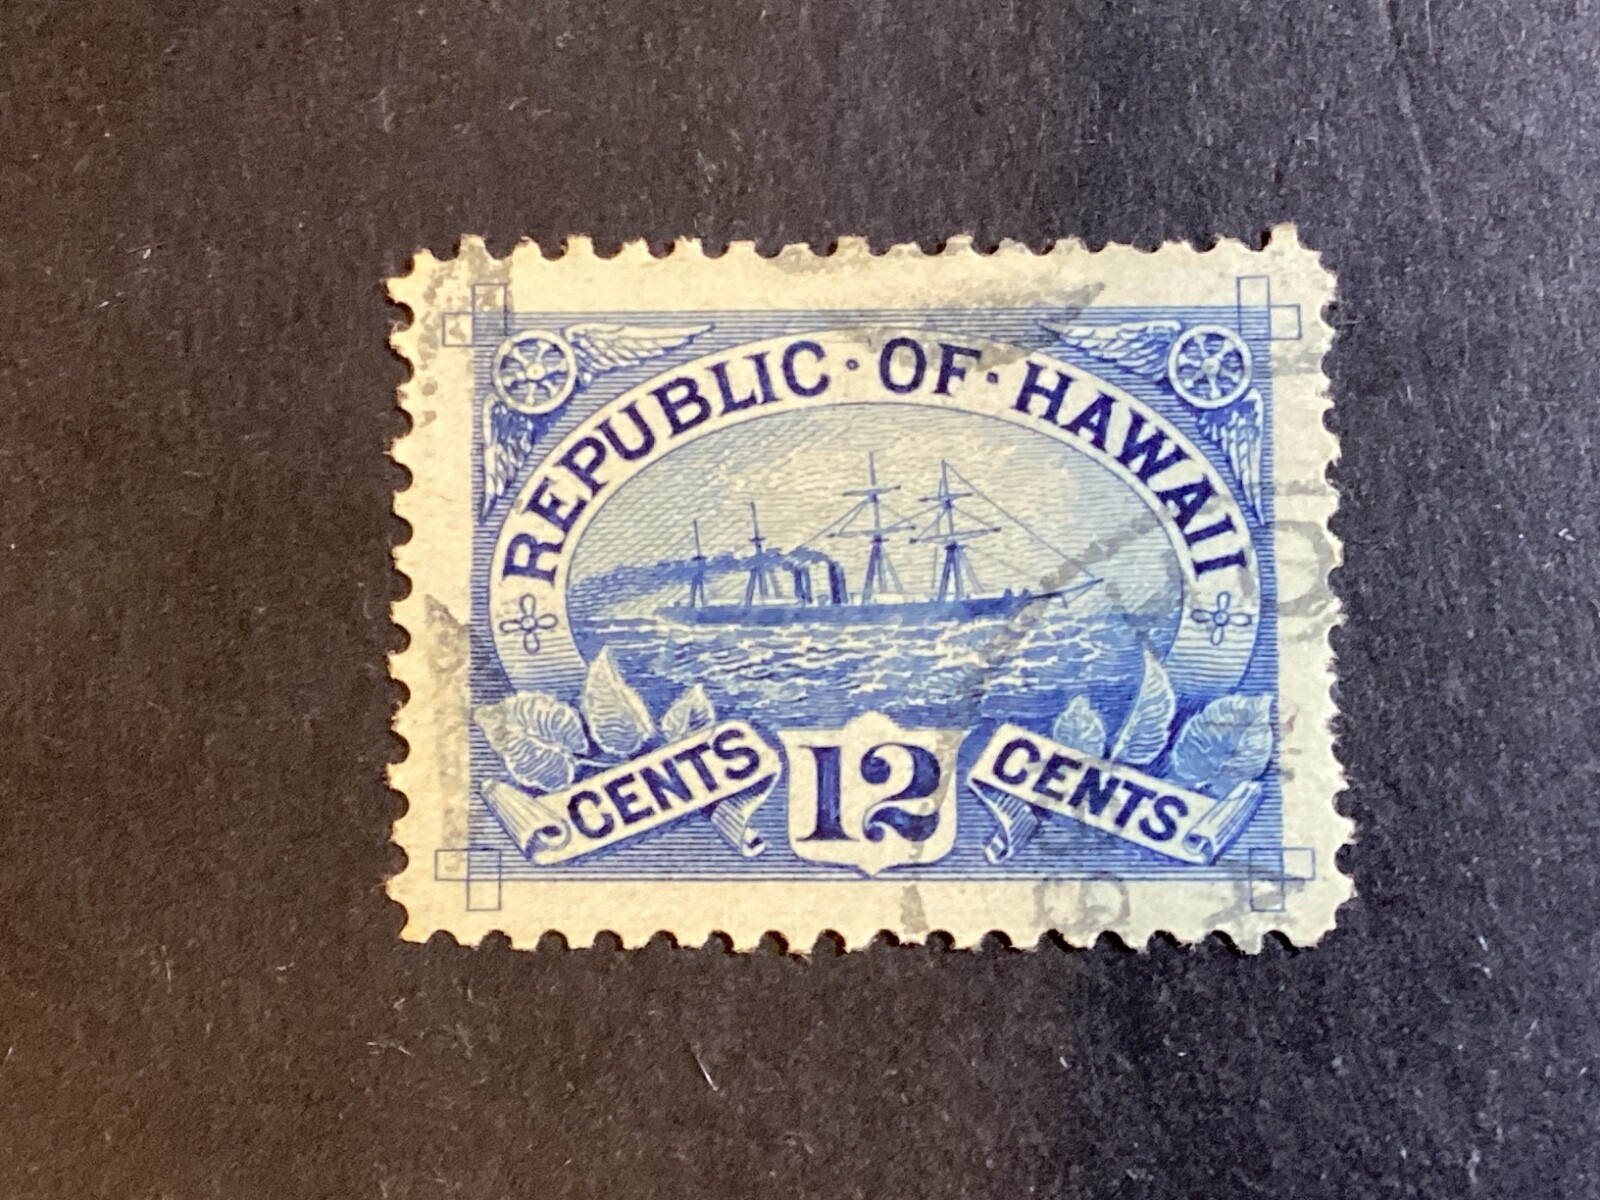 REPUBLIC · OF · HAWAII
CENTS 12 CENTS